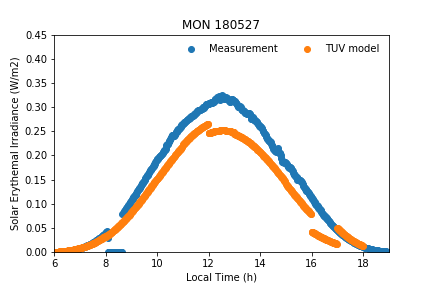 MON 180527
Measurement TUV model
Solar Erythemal Irradiance (W/m2)
0.45
0.40
0.35
0.30
0.25
0.20
0.15
0.10
0.05
0.00
6 8 10 12 14 16 18
Local Time (h)